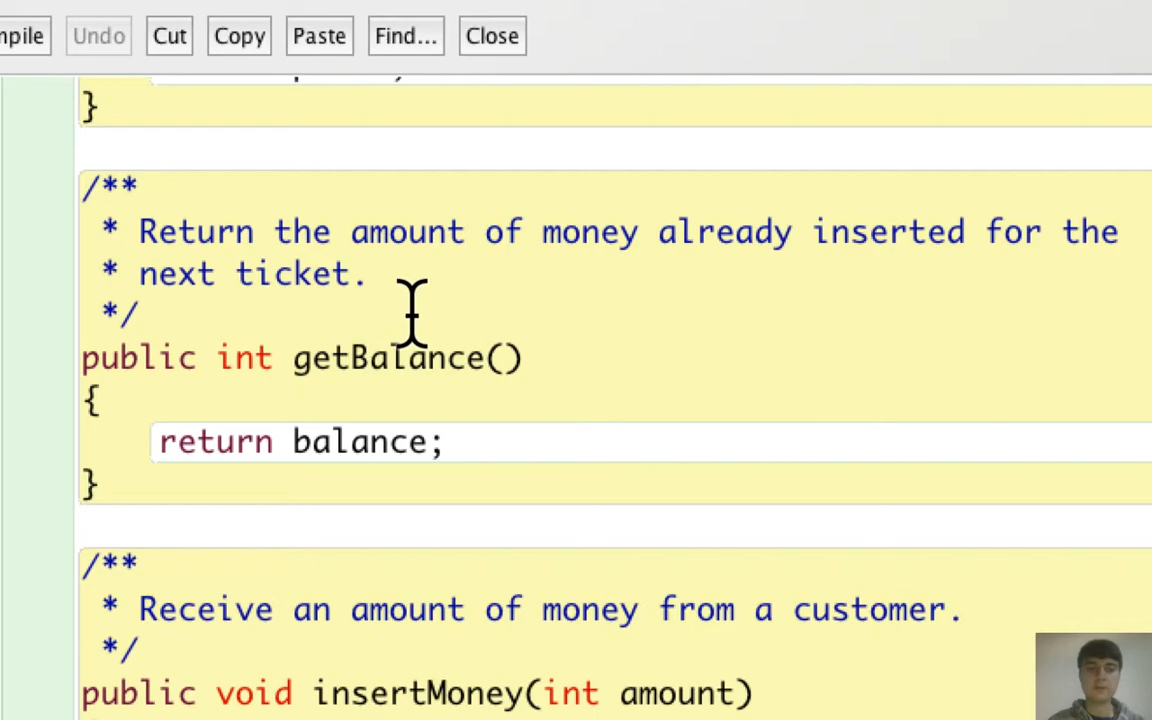 Undo Cut Copy Paste Find... Close
}
/**
* Return the amount of money already inserted for the
* next ticket.
*/
public int getBalance()
{
return balance;
}
/**
* Receive an amount of money from a customer.
*/
public void insertMoney(int amount)